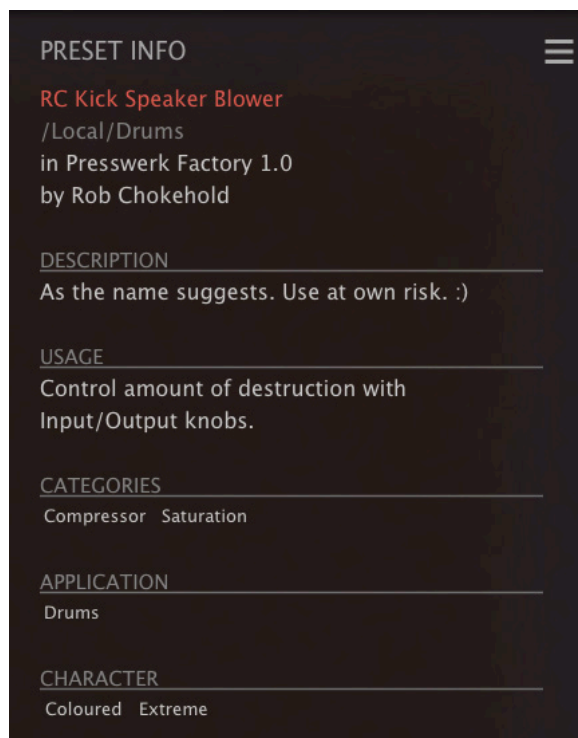 PRESET INFO
RC Kick Speaker Blower
/Local/Drums
in Presswerk Factory 1.0
by Rob Chokehold
DESCRIPTION
As the name suggests. Use at own risk. :)
USAGE
Control amount of destruction with
Input/Output knobs.
CATEGORIES
Compressor Saturation
APPLICATION
Drums
CHARACTER
Coloured Extreme